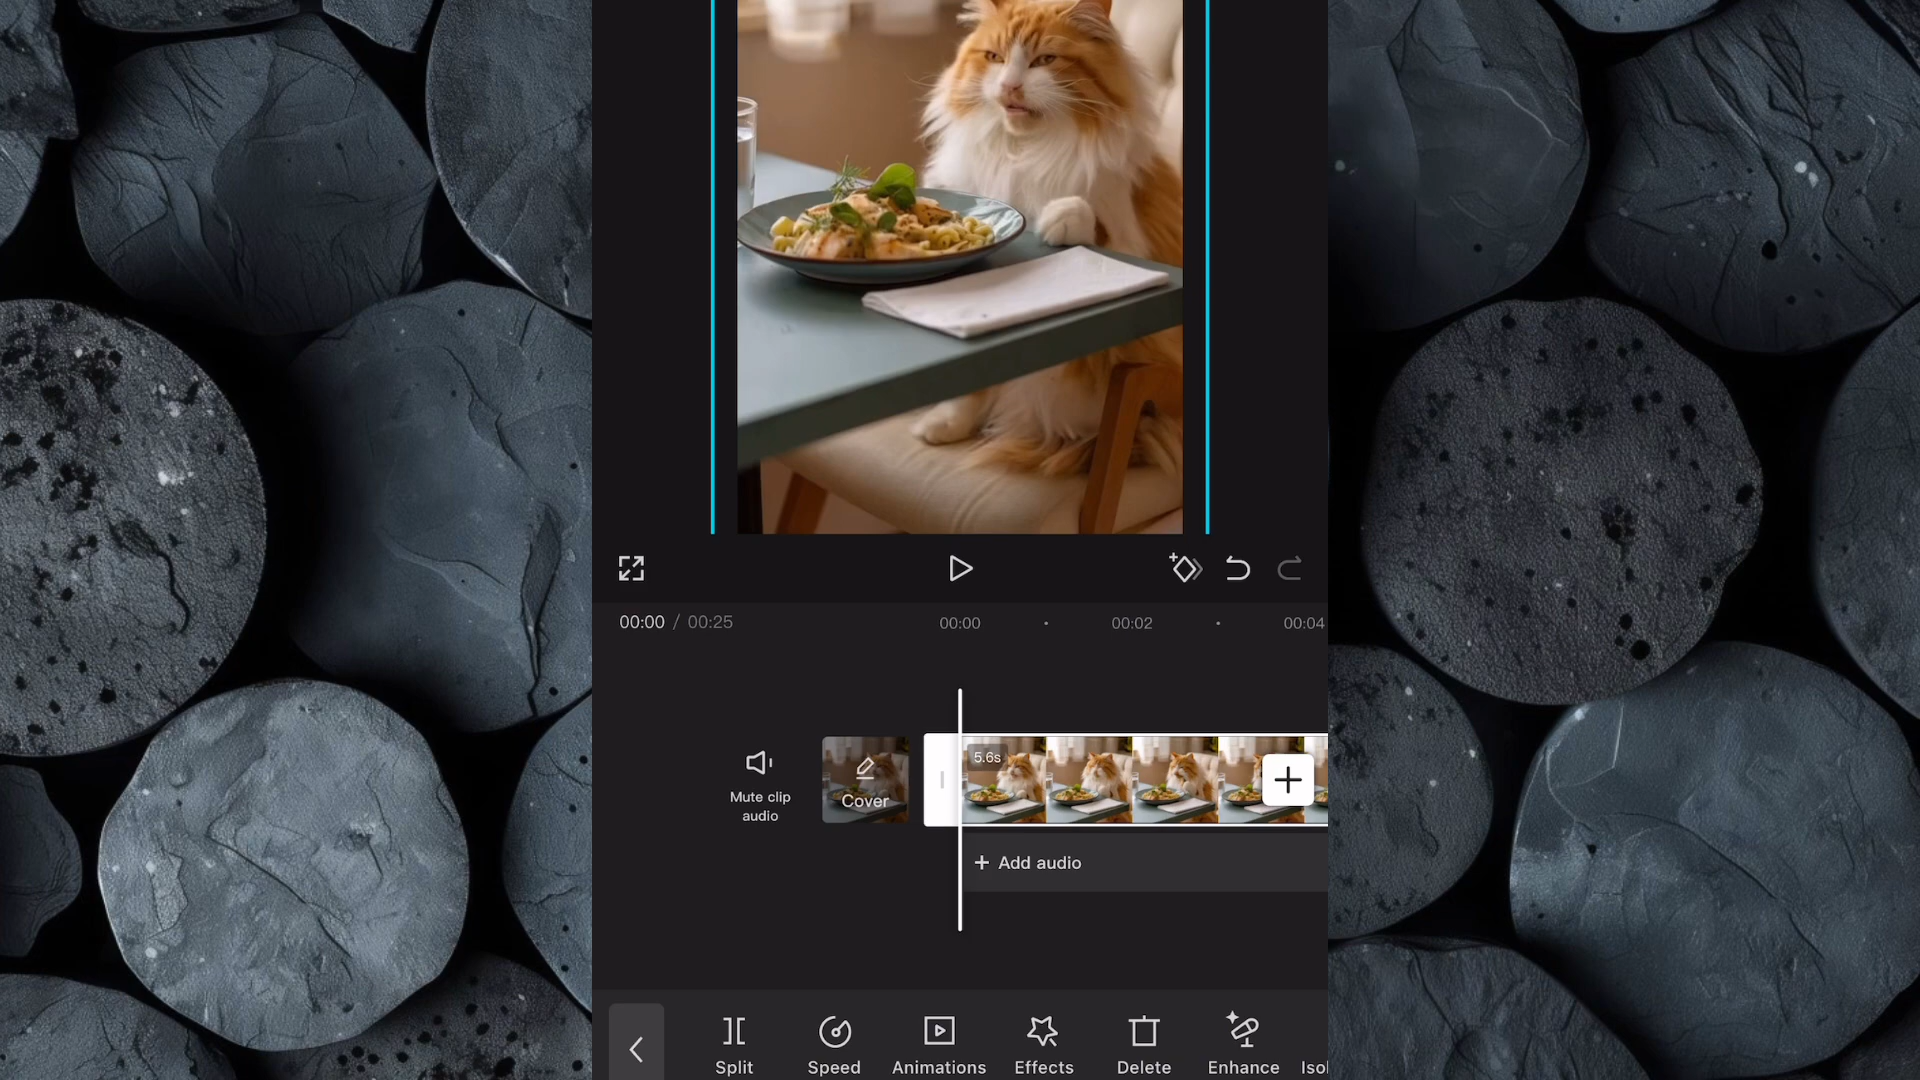 00:00 / 00:25
00:00
00:02
00:04
5.6s
Mute clip
audio
Cover
Add audio
Split
Speed
Animations
Effects
Delete
Enhance
Isol